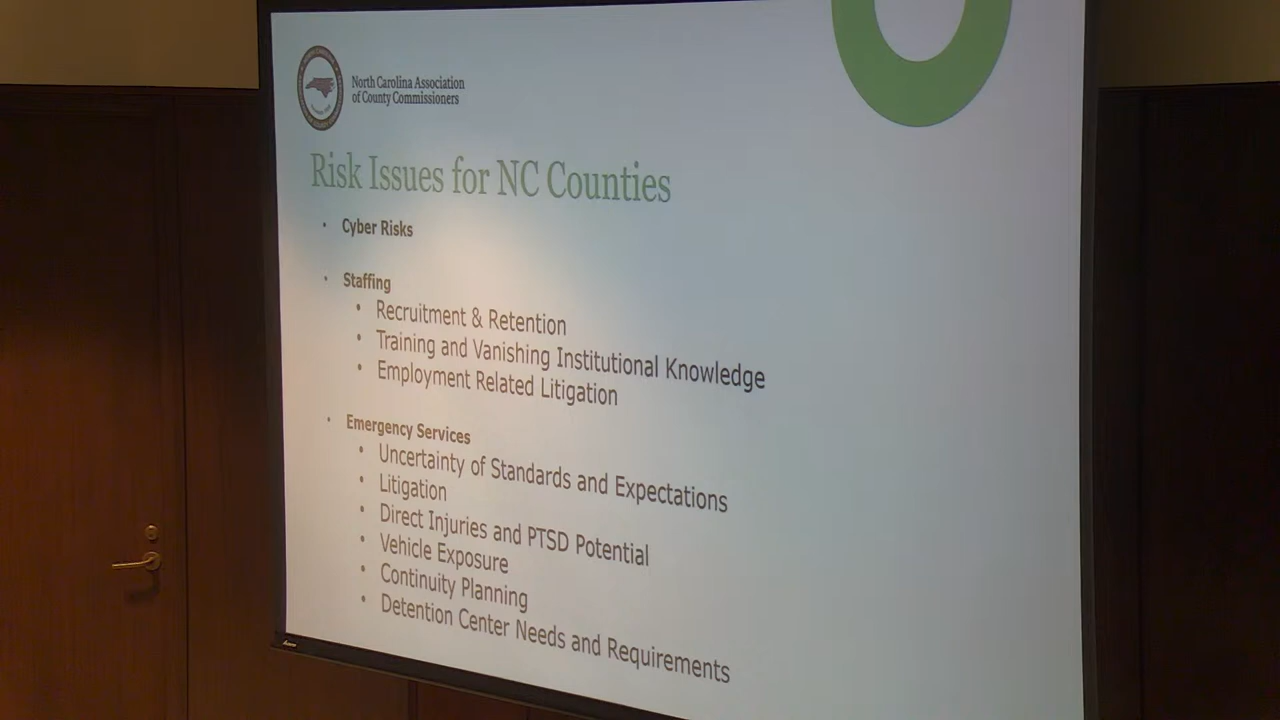 North Carolina Association
of County Commissioners
Risk Issues for NC Counties
• Cyber Risks
• Staffing
• Recruitment & Retention
• Training and Vanishing Institutional Knowledge
• Employment Related Litigation
• Emergency Services
• Uncertainty of Standards and Expectations
• Litigation
• Direct Injuries and PTSD Potential
• Vehicle Exposure
• Continuity Planning
• Detention Center Needs and Requirements